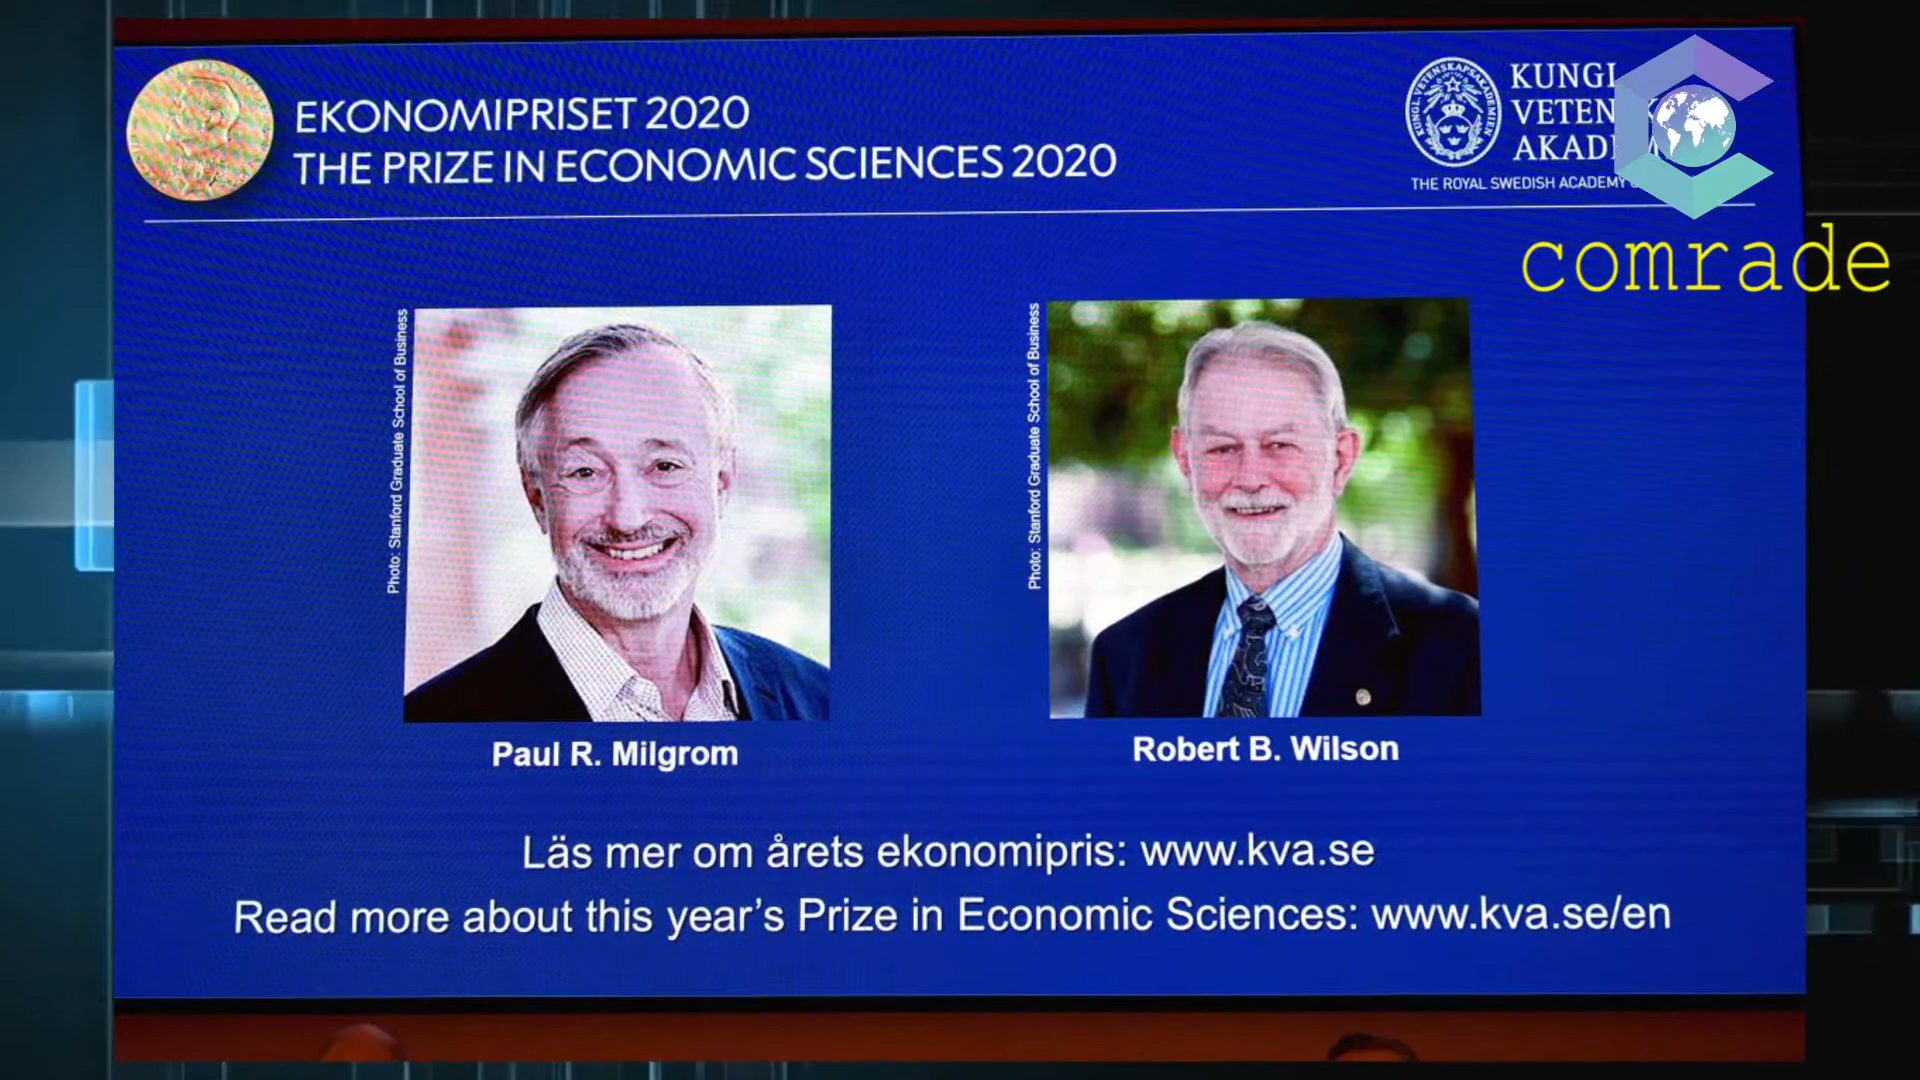 EKONOMIPRISET 2020
THE PRIZE IN ECONOMIC SCIENCES 2020
KUNGL.
VETEN
AKAD
THE ROYAL SWEDISH ACADEMY
KUNGL. VETENSKAPSAKADEMIEN
comrade
Photo: Stanford Graduate School of Business
Photo: Stanford Graduate School of Business
Paul R. Milgrom
Robert B. Wilson
Läs mer om årets ekonomipris: www.kva.se
Read more about this year’s Prize in Economic Sciences: www.kva.se/en